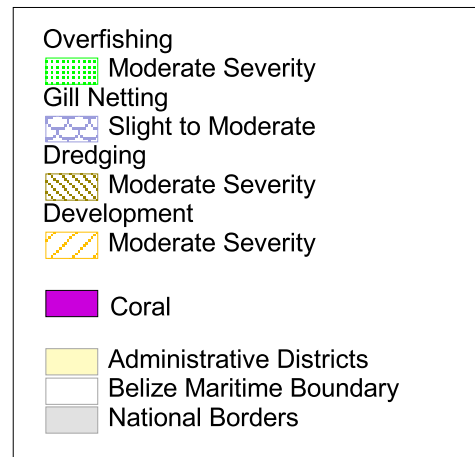 Overfishing
Moderate Severity
Gill Netting
Slight to Moderate
Dredging
Moderate Severity
Development
Moderate Severity
Coral
Administrative Districts
Belize Maritime Boundary
National Borders